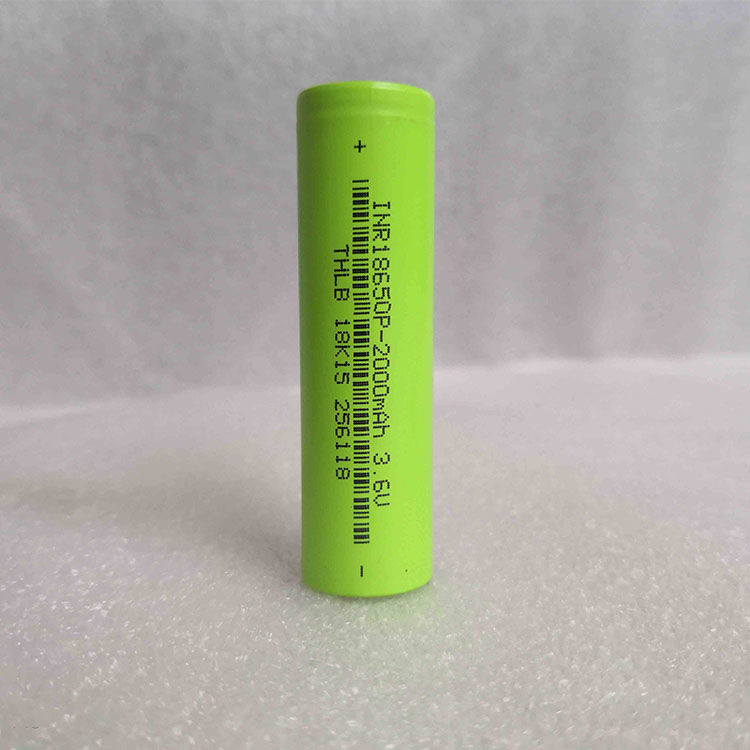 +
INR18650P-2000mAh 3.6V
THLB 18K15 256118
-